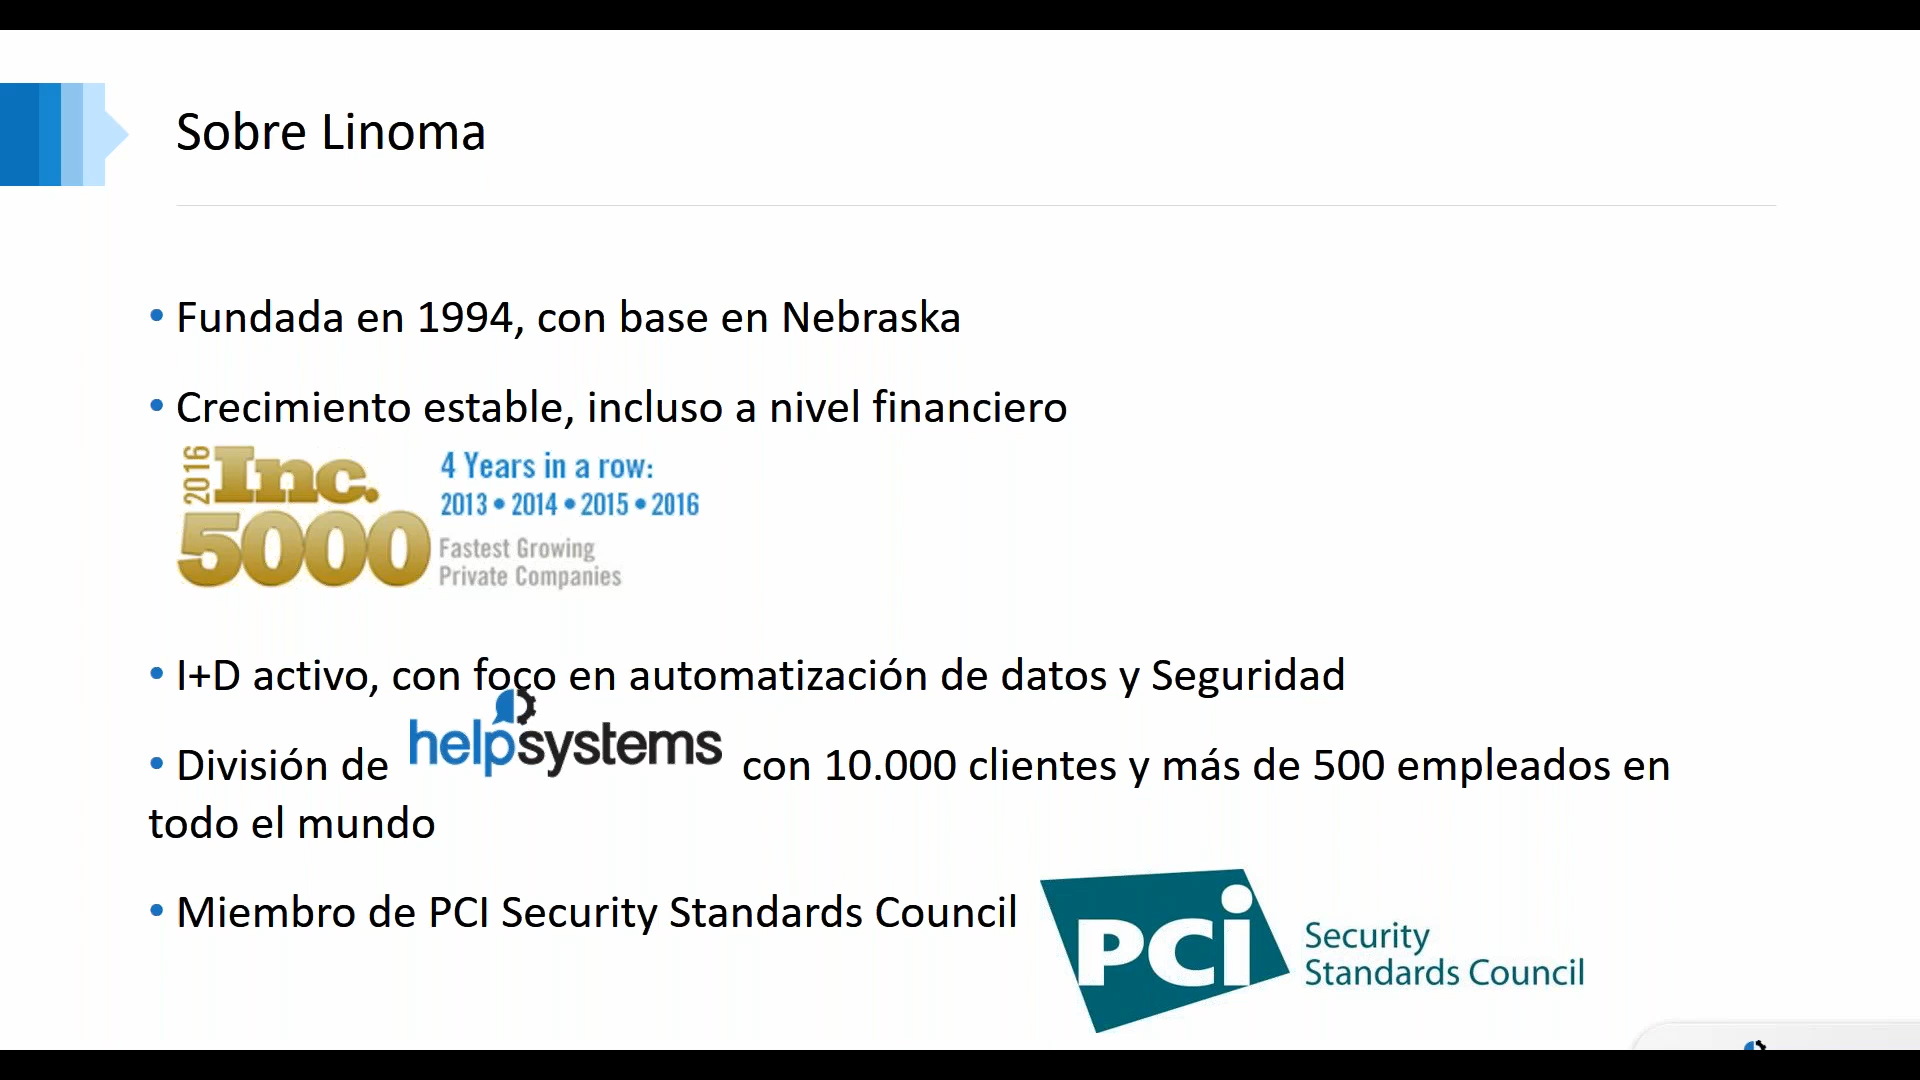 Sobre Linoma
• Fundada en 1994, con base en Nebraska
• Crecimiento estable, incluso a nivel financiero
2016 Inc. 5000
4 Years in a row:
2013 • 2014 • 2015 • 2016
Fastest Growing
Private Companies
• I+D activo, con foco en automatización de datos y Seguridad
• División de helpsystems con 10.000 clientes y más de 500 empleados en
todo el mundo
• Miembro de PCI Security Standards Council
PCi Security
Standards Council